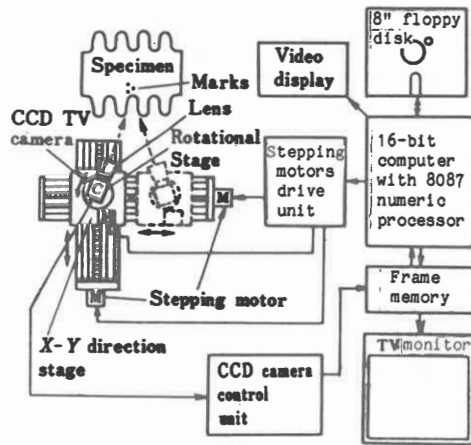 8" floppy
disk
Specimen
Marks
Video
display
Lens
CCD TV
camera
Rotational
Stage
Stepping
motors
drive
unit
16-bit
computer
with 8087
numeric
processor
M
Stepping motor
M
Frame
memory
X-Y direction
stage
CCD camera
control
unit
TV monitor